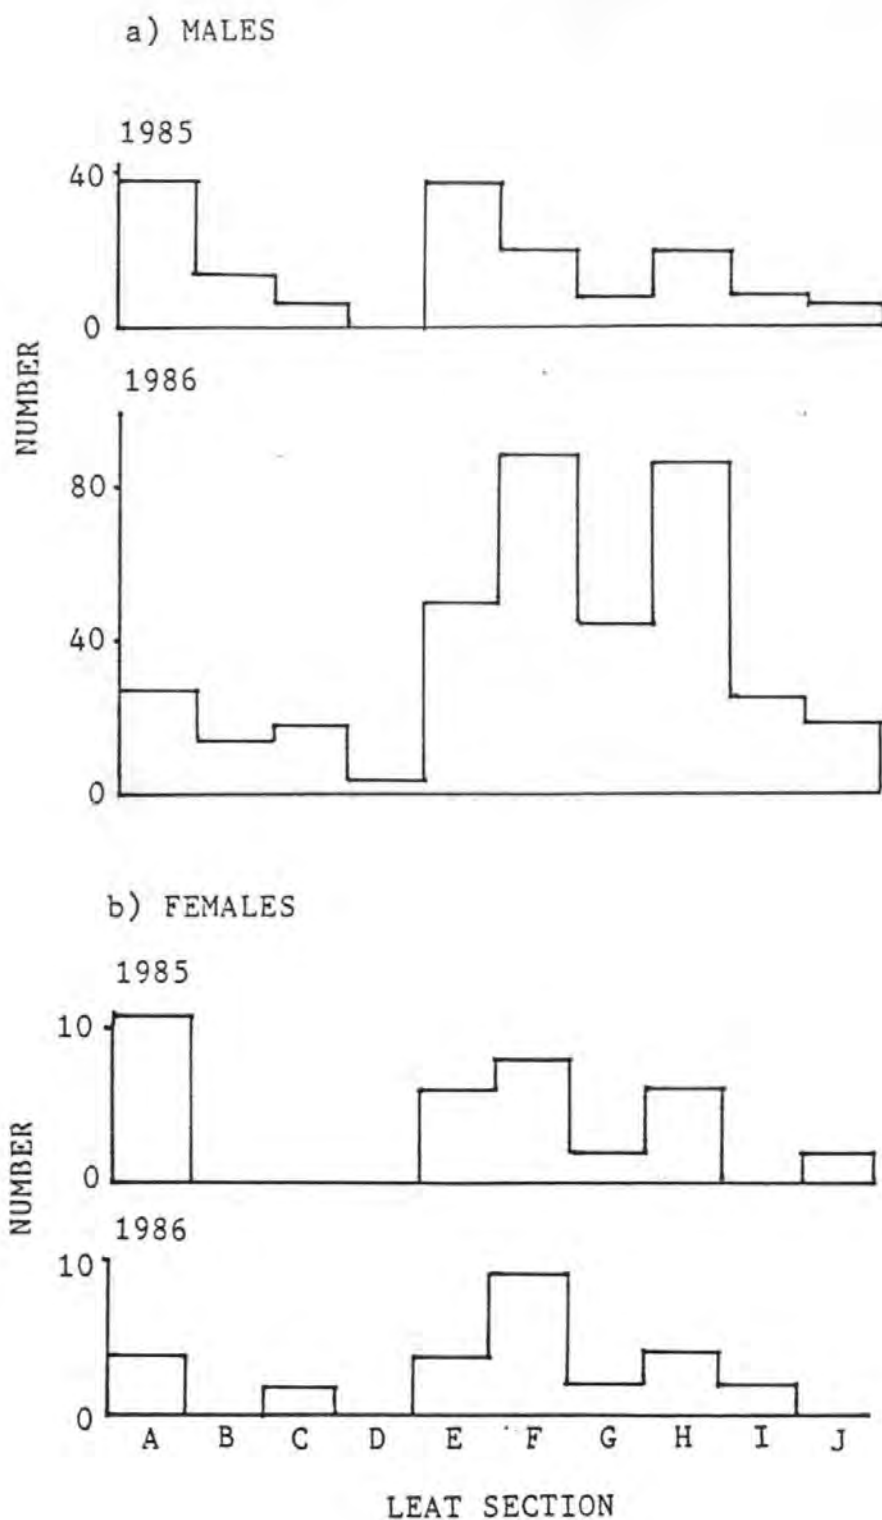 a) MALES
1985
40
0
1986
80
40
0
NUMBER
b) FEMALES
1985
10
0
1986
10
0
NUMBER
A B C D E F G H I J
LEAT SECTION